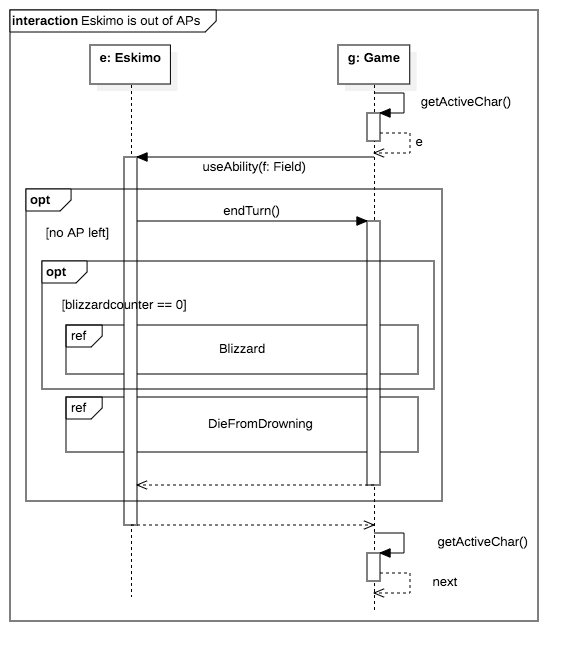 interaction Eskimo is out of APs
e: Eskimo
g: Game
getActiveChar()
e
useAbility(f: Field)
opt
endTurn()
[no AP left]
opt
[blizzardcounter == 0]
ref
Blizzard
ref
DieFromDrowning
getActiveChar()
next